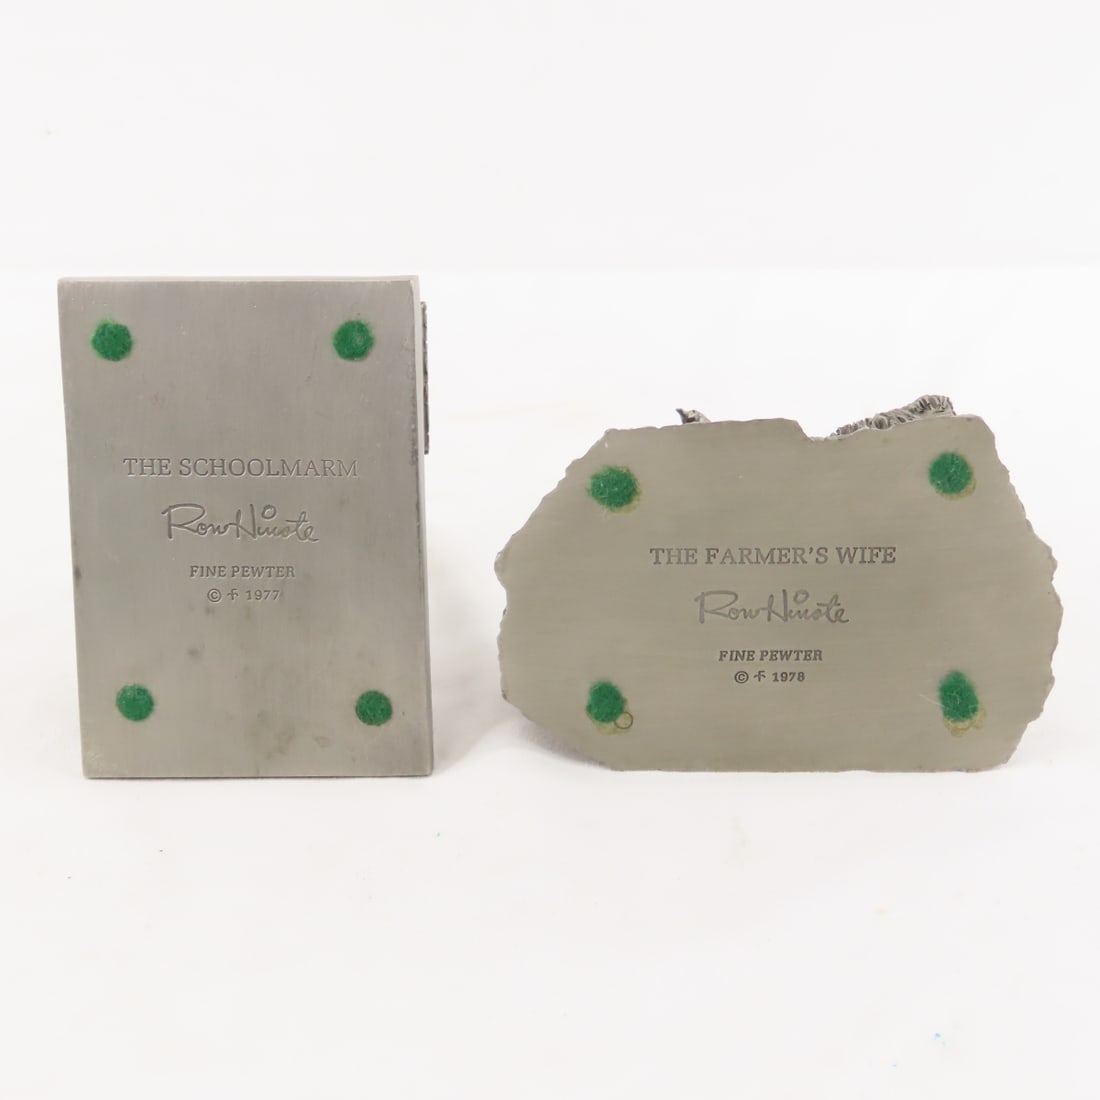 THE SCHOOLMARM
Ron Hinote
FINE PEWTER
© 1977
THE FARMER'S WIFE
Ron Hinote
FINE PEWTER
© 1978